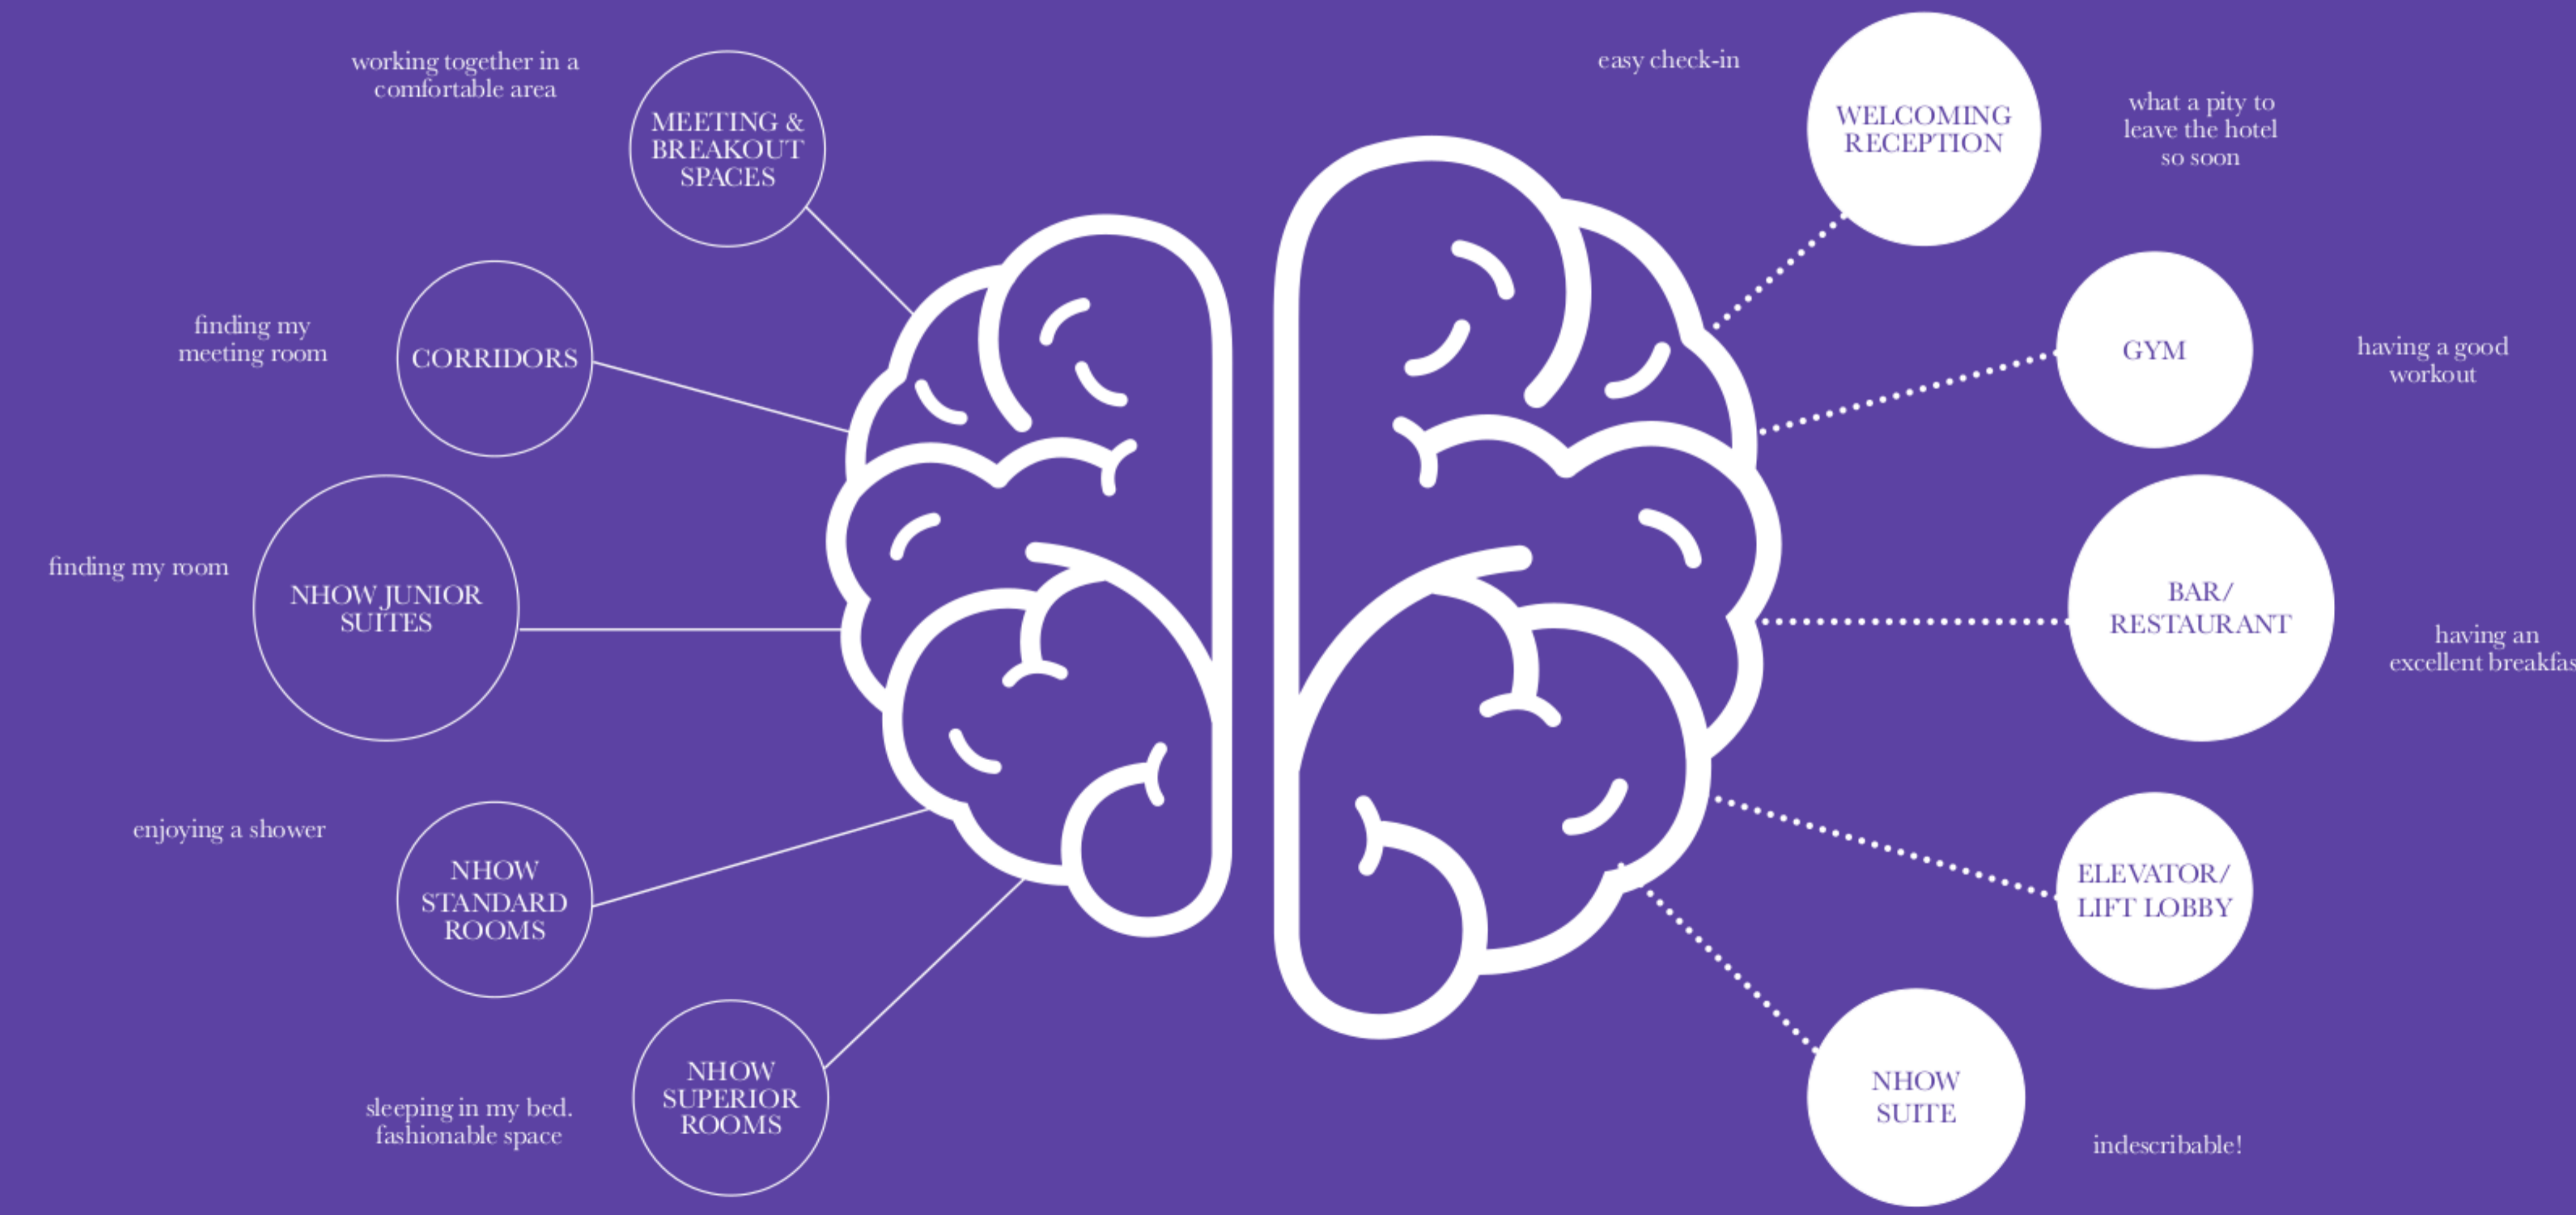 working together in a
comfortable area
MEETING &
BREAKOUT
SPACES
finding my
meeting room
CORRIDORS
finding my room
NHOW JUNIOR
SUITES
enjoying a shower
NHOW
STANDARD
ROOMS
sleeping in my bed.
fashionable space
NHOW
SUPERIOR
ROOMS
easy check-in
WELCOMING
RECEPTION
what a pity to
leave the hotel
so soon
GYM
having a good
workout
BAR/
RESTAURANT
having an
excellent breakfas
ELEVATOR/
LIFT LOBBY
NHOW
SUITE
indescribable!